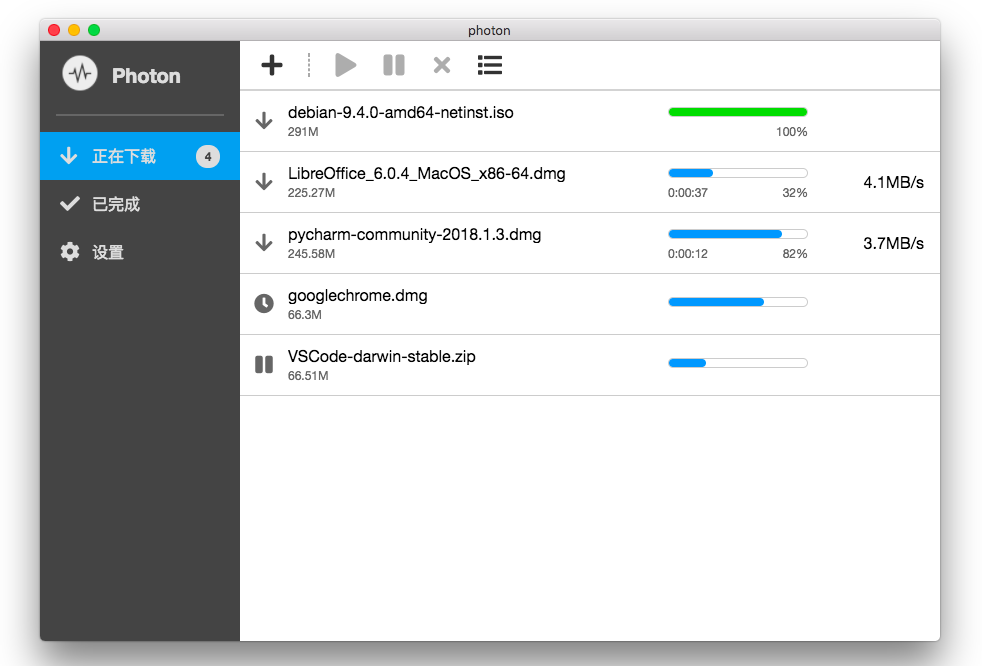 photon
Photon
正在下载 4
已完成
设置
debian-9.4.0-amd64-netinst.iso
291M
100%
LibreOffice_6.0.4_MacOS_x86-64.dmg
225.27M
0:00:37 32%
4.1MB/s
pycharm-community-2018.1.3.dmg
245.58M
0:00:12 82%
3.7MB/s
googlechrome.dmg
66.3M
VSCode-darwin-stable.zip
66.51M